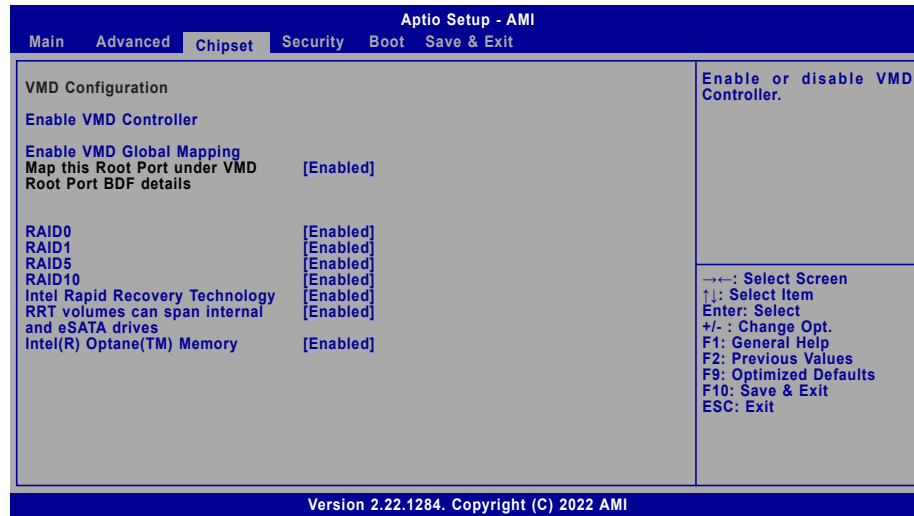 Aptio Setup - AMI
Main Advanced Chipset Security Boot Save & Exit
VMD Configuration
Enable VMD Controller
Enable VMD Global Mapping
Map this Root Port under VMD [Enabled]
Root Port BDF details
RAID0 [Enabled]
RAID1 [Enabled]
RAID5 [Enabled]
RAID10 [Enabled]
Intel Rapid Recovery Technology [Enabled]
RRT volumes can span internal [Enabled]
and eSATA drives
Intel(R) Optane(TM) Memory [Enabled]
Enable or disable VMD
Controller.
→←: Select Screen
↑↓: Select Item
Enter: Select
+/- : Change Opt.
F1: General Help
F2: Previous Values
F9: Optimized Defaults
F10: Save & Exit
ESC: Exit
Version 2.22.1284. Copyright (C) 2022 AMI